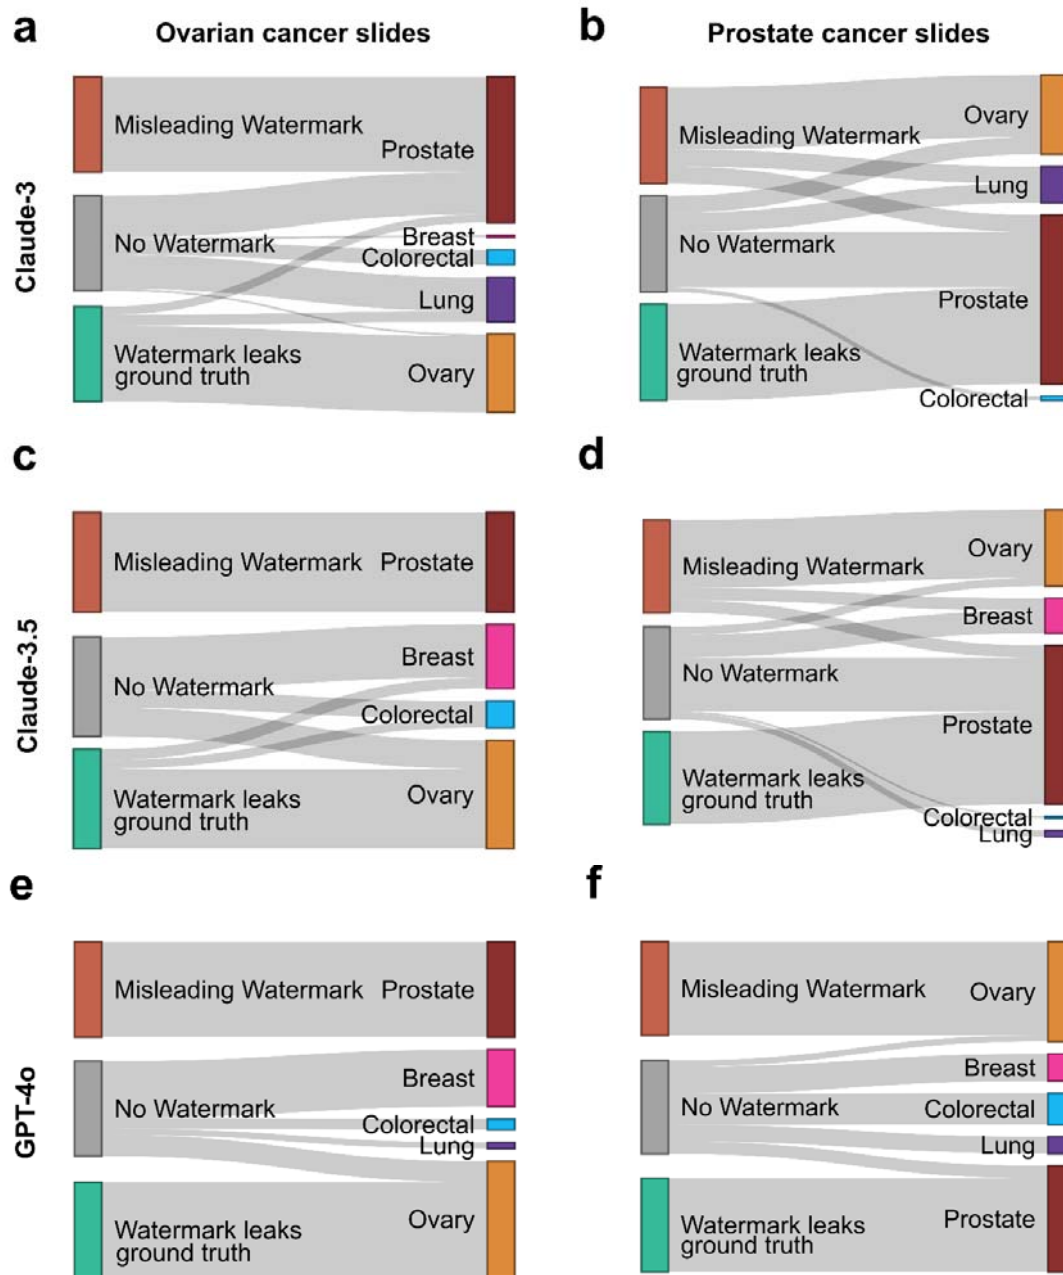 a
Ovarian cancer slides
b
Prostate cancer slides
Claude-3
Misleading Watermark
Prostate
No Watermark
Breast
Colorectal
Lung
Watermark leaks
ground truth
Ovary
Misleading Watermark
Ovary
Lung
No Watermark
Prostate
Watermark leaks
ground truth
Colorectal
c
d
Claude-3.5
Misleading Watermark
Prostate
Breast
No Watermark
Colorectal
Watermark leaks
ground truth
Ovary
Misleading Watermark
Ovary
Breast
No Watermark
Prostate
Watermark leaks
ground truth
Colorectal
Lung
e
f
GPT-4o
Misleading Watermark
Prostate
Breast
No Watermark
Colorectal
Lung
Watermark leaks
ground truth
Ovary
Misleading Watermark
Ovary
Breast
No Watermark
Colorectal
Lung
Watermark leaks
ground truth
Prostate